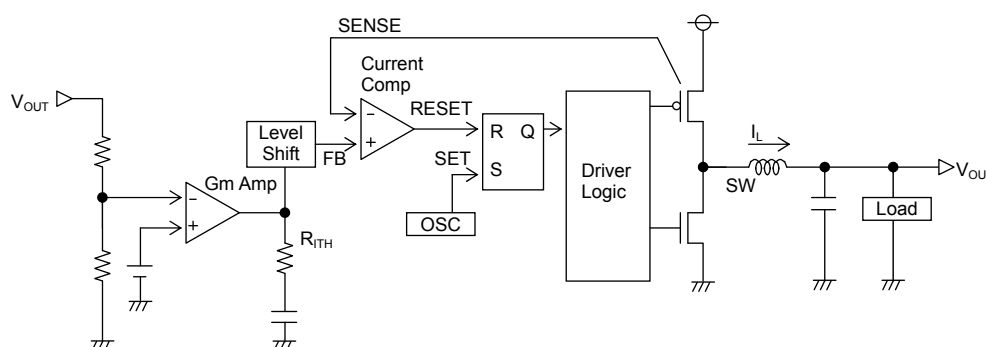 SENSE
Current
Comp
VOUT
RESET
Level
Shift
FB
R Q
SET
S
IL
Gm Amp
Driver
Logic
SW
VOU
OSC
Load
RITH